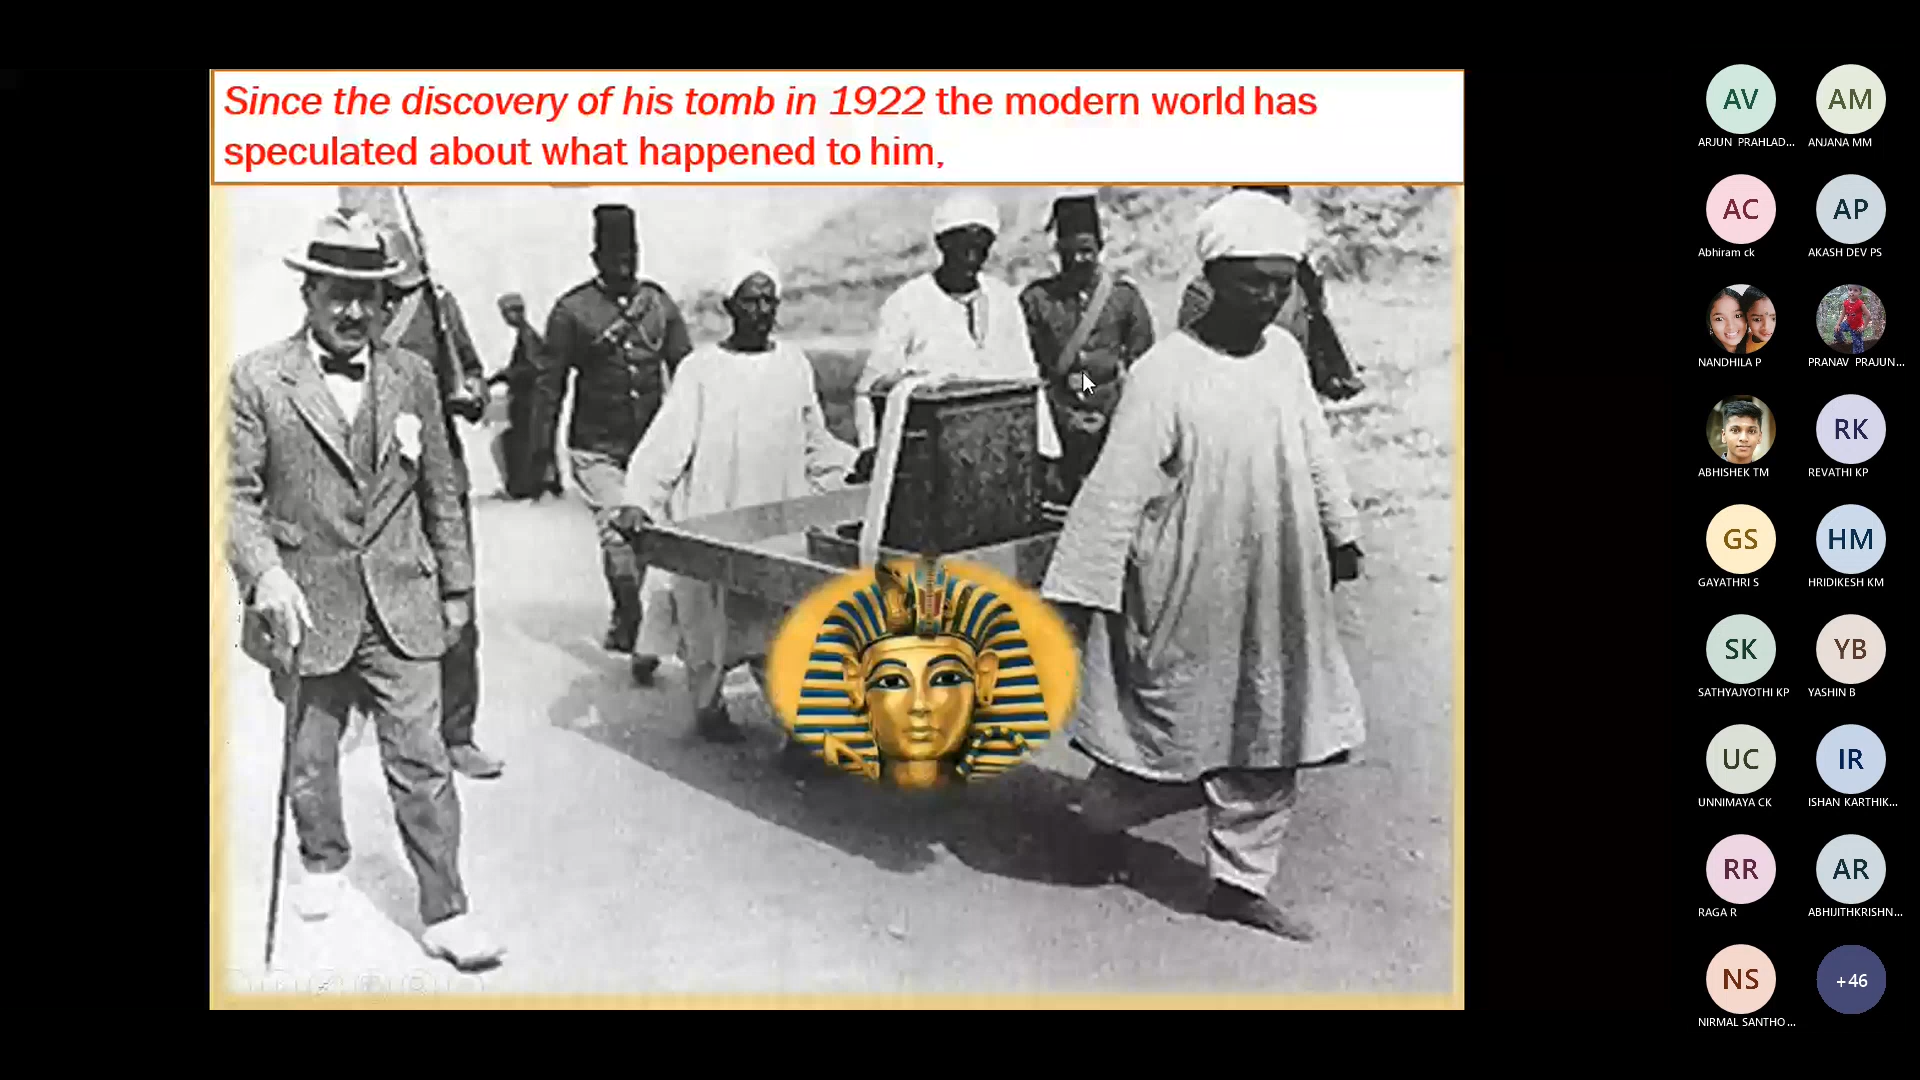 Since the discovery of his tomb in 1922 the modern world has
speculated about what happened to him,
AV
AM
ARJUN PRAHLAD...
ANJANA MM
AC
AP
Abhiram ck
AKASH DEV PS
NANDHILA P
PRANAV PRAJUN...
RK
ABHISHEK TM
REVATHI KP
GS
HM
GAYATHRI S
HRIDIKESH KM
SK
YB
SATHYAJYOTHI KP
YASHIN B
UC
IR
UNNIMAYA CK
ISHAN KARTHIK...
RR
AR
RAGA R
ABHIJITHKRISHN...
NS
+46
NIRMAL SANTHO...